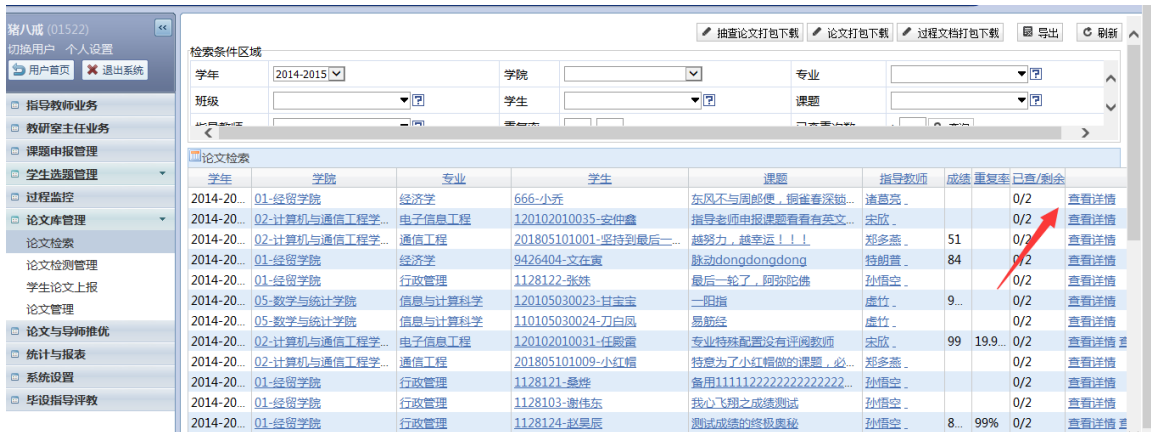 猪八戒 (01522)
切换用户 个人设置
用户首页 退出系统
指导教师业务
教研室主任业务
课题申报管理
学生选题管理
过程监控
论文库管理
论文检索
论文检测管理
学生论文上报
论文管理
论文与导师推优
统计与报表
系统设置
毕设指导评教
抽查论文打包下载 论文打包下载 过程文档打包下载 导出 刷新
检索条件区域
学年 2014-2015 学院 专业
班级 学生 课题
论文检索
学年 学院 专业 学生 课题 指导教师 成绩 重复率 已查/剩余
2014-20... 01-经贸学院 经济学 666-小乔 东风不与周郎便，铜雀春深锁... 诸葛亮 0/2 查看详情
2014-20... 02-计算机与通信工程学... 电子信息工程 120102010035-安仲鑫 指导老师申报课题看看有英文... 宋欣 0/2 查看详情
2014-20... 02-计算机与通信工程学... 通信工程 201805101001-坚持到最后一... 越努力，越幸运！！！ 郑多燕 51 0/2 查看详情
2014-20... 01-经贸学院 经济学 9426404-文在寅 脉动dongdongdong 特朗普 84 0/2 查看详情
2014-20... 01-经贸学院 行政管理 1128122-张姝 最后一轮了，阿弥陀佛 孙悟空 0/2 查看详情
2014-20... 05-数学与统计学院 信息与计算科学 120105030023-甘宝宝 一阳指 虚竹 9... 0/2 查看详情
2014-20... 05-数学与统计学院 信息与计算科学 110105030024-刀白凤 易筋经 虚竹 0/2 查看详情
2014-20... 02-计算机与通信工程学... 电子信息工程 120102010031-任殿雷 专业特殊配置没有评阅教师 宋欣 99 19.9... 0/2 查看详情
2014-20... 02-计算机与通信工程学... 通信工程 201805101009-小红帽 特意为了小红帽做的课题，必... 郑多燕 0/2 查看详情
2014-20... 01-经贸学院 行政管理 1128121-桑烨 备用1111122222222222222... 孙悟空 0/2 查看详情
2014-20... 01-经贸学院 行政管理 1128103-谢伟东 我心飞翔之成绩测试 孙悟空 0/2 查看详情
2014-20... 01-经贸学院 行政管理 1128124-赵昊辰 测试成绩的终极奥秘 孙悟空 8... 99% 0/2 查看详情